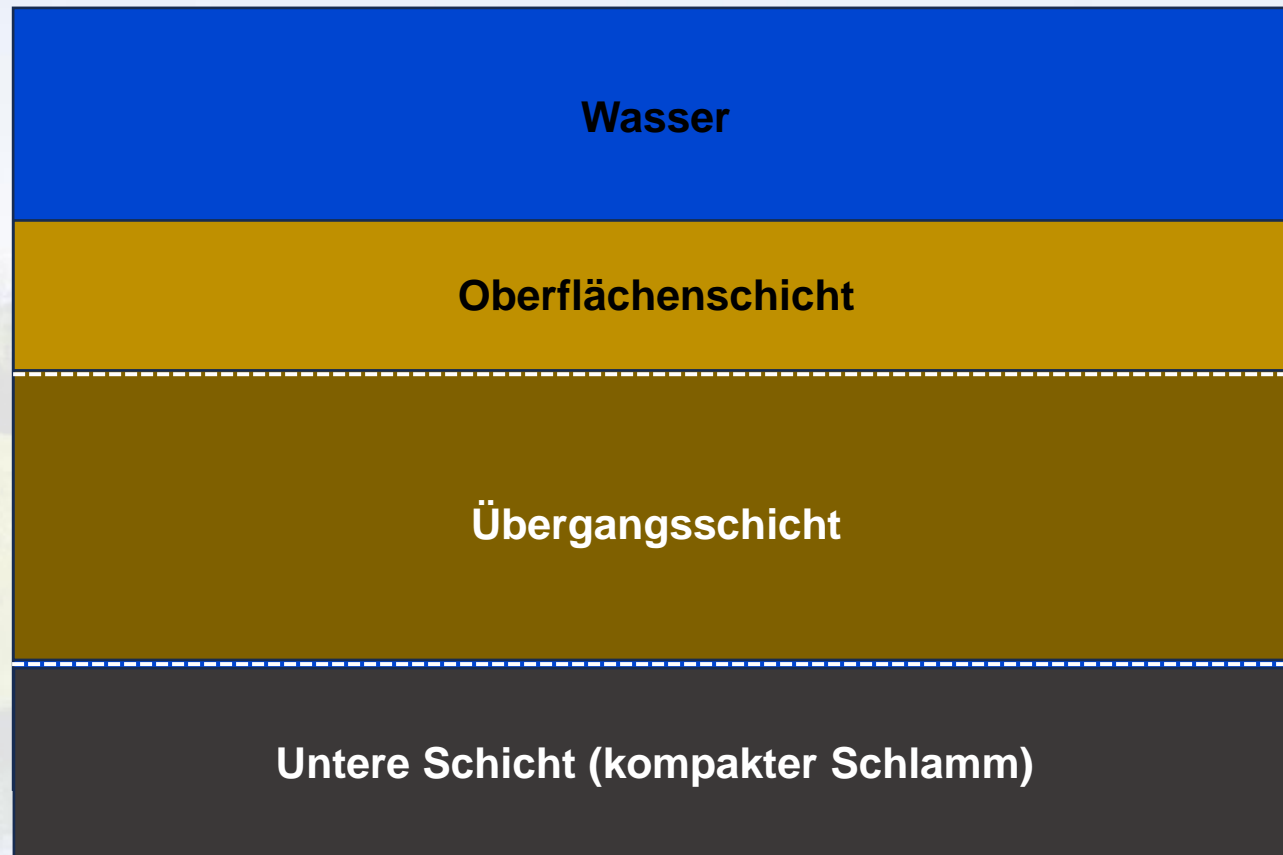 Wasser
Oberflächenschicht
Übergangsschicht
Untere Schicht (kompakter Schlamm)